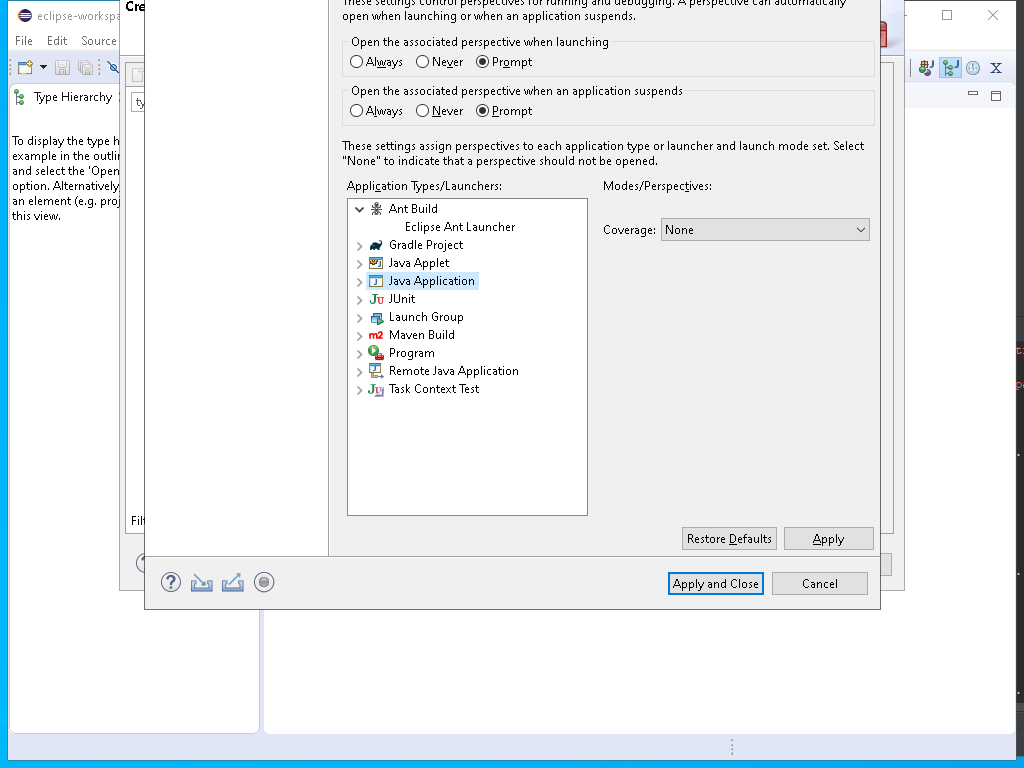 eclipse-workspa
Cre
These settings control perspectives for running and debugging. A perspective can automatically
open when launching or when an application suspends.
File Edit Source
Open the associated perspective when launching
Always Never Prompt
Type Hierarchy
ty
Open the associated perspective when an application suspends
Always Never Prompt
To display the type h
example in the outlin
and select the 'Open
option. Alternatively
an element (e.g. proj
this view.
These settings assign perspectives to each application type or launcher and launch mode set. Select
"None" to indicate that a perspective should not be opened.
Application Types/Launchers:
Modes/Perspectives:
Ant Build
Eclipse Ant Launcher
Coverage: None
Gradle Project
Java Applet
Java Application
JUnit
Launch Group
Maven Build
Program
Remote Java Application
Task Context Test
Filt
Restore Defaults Apply
Apply and Close Cancel